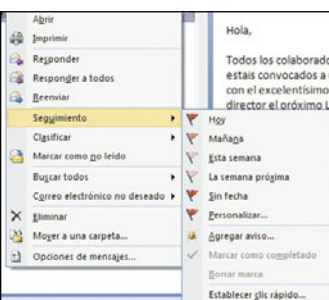 Abrir
Imprimir
Responder
Responder a todos
Reenviar
Seguimiento
Clasificar
Marcar como no leído
Buscar todos
Correo electrónico no deseado
Eliminar
Mover a una carpeta...
Opciones de mensajes...
Hoy
Mañana
Esta semana
La semana próxima
Sin fecha
Personalizar...
Agregar aviso...
Marcar como completado
Borrar marca
Establecer clic rápido...
Hola,
Todos los colaborado
estais convocados a
con el excelentísimo
director el próximo L